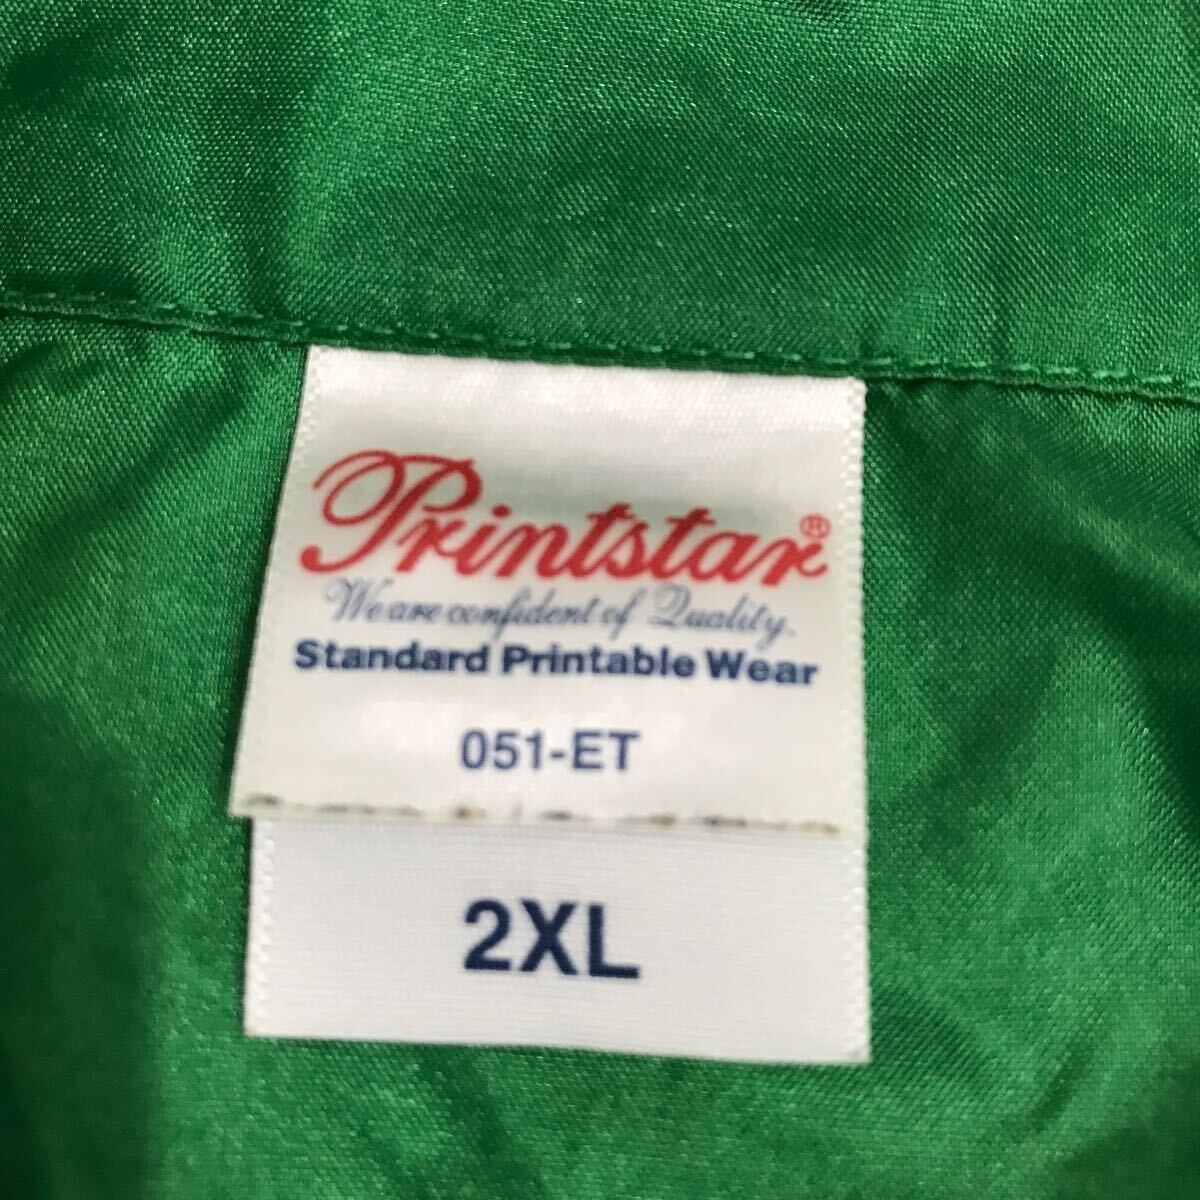 Printstar®
We are confident of Quality.
Standard Printable Wear
051-ET
2XL